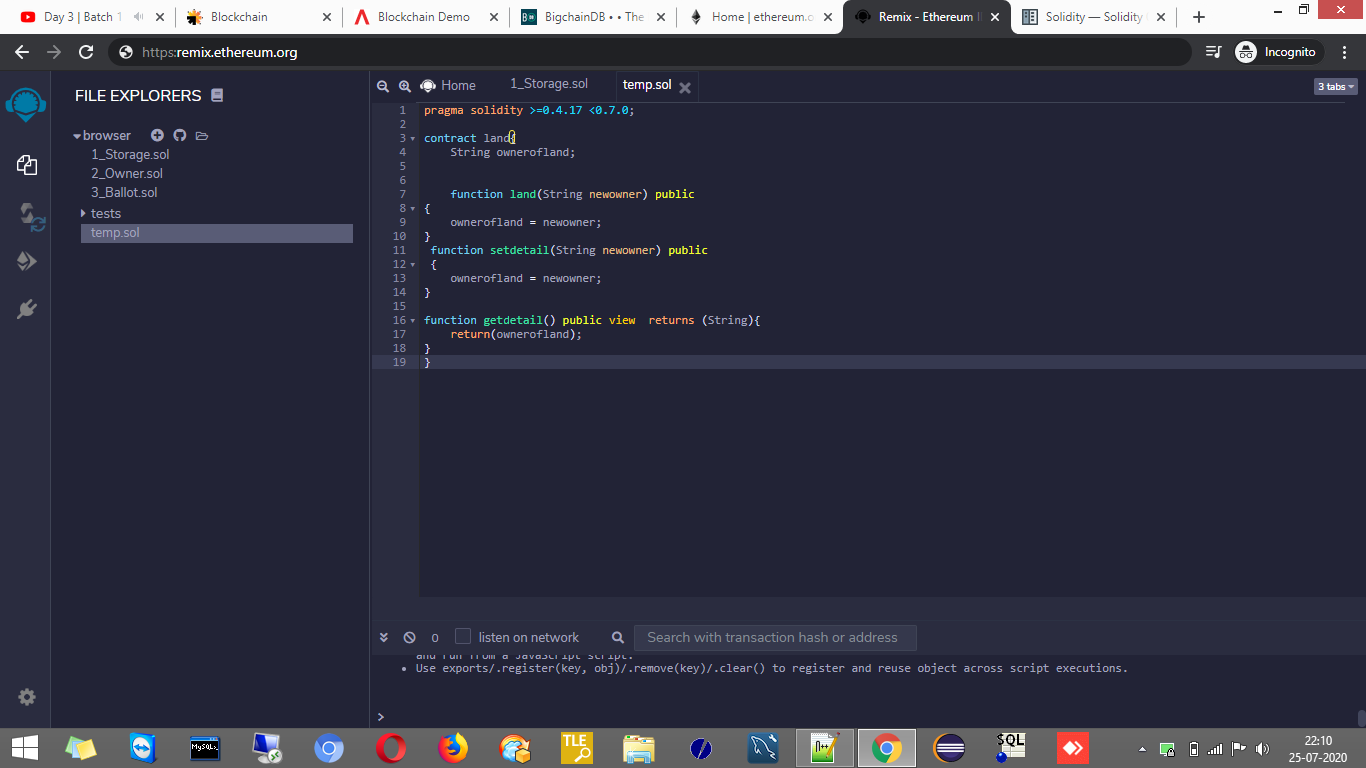 Day 3 | Batch 1
Blockchain
Blockchain Demo
BigchainDB • • The
Home | ethereum.o
Remix - Ethereum I
Solidity — Solidity
https:remix.ethereum.org
Incognito
FILE EXPLORERS
browser
1_Storage.sol
2_Owner.sol
3_Ballot.sol
tests
temp.sol
Home
1_Storage.sol
temp.sol
3 tabs
1 pragma solidity >=0.4.17 <0.7.0;
2
3 contract land{
4 String ownerofland;
5
6
7 function land(String newowner) public
8 {
9 ownerofland = newowner;
10 }
11 function setdetail(String newowner) public
12 {
13 ownerofland = newowner;
14 }
15
16 function getdetail() public view  returns (String){
17 return(ownerofland);
18 }
19 }
0
listen on network
Search with transaction hash or address
and run from a JavaScript script.
• Use exports/.register(key, obj)/.remove(key)/.clear() to register and reuse object across script executions.
>
MySQL
TLE
N++
SQL
22:10
25-07-2020